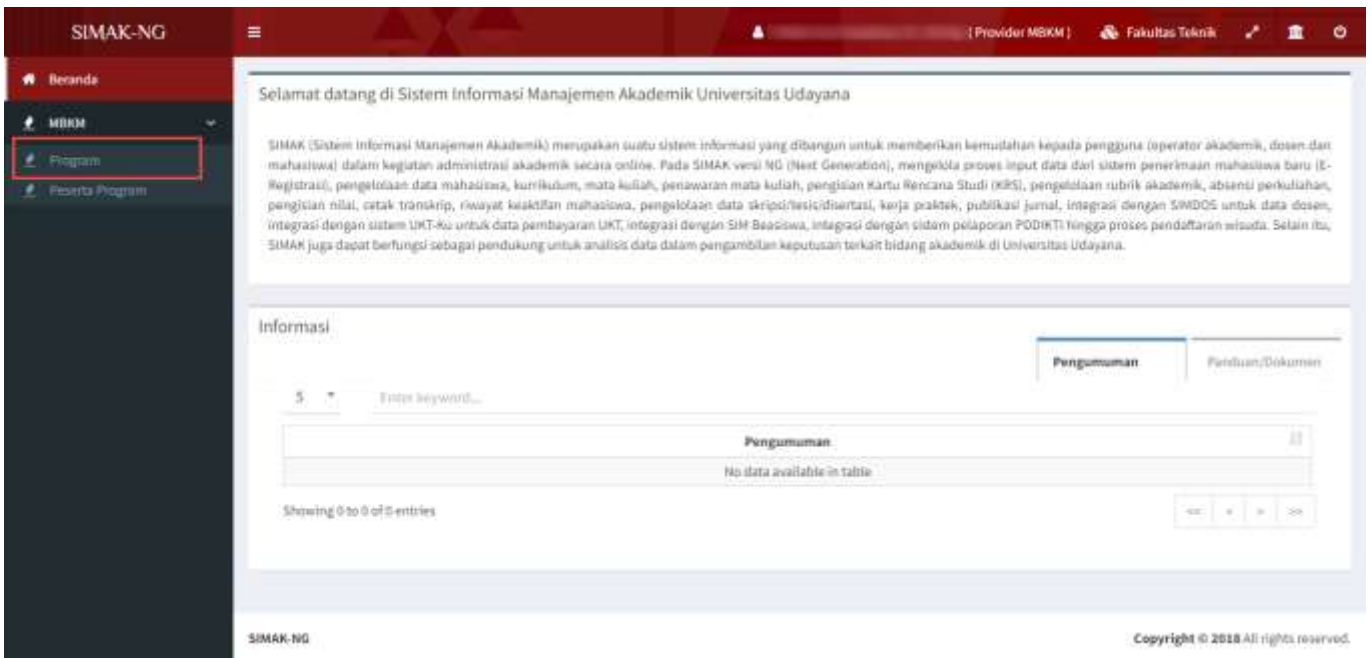 SIMAK-NG
( Provider MBKM )
Fakultas Teknik
Beranda
MBKM
Program
Peserta Program
Selamat datang di Sistem Informasi Manajemen Akademik Universitas Udayana
SIMAK (Sistem Informasi Manajemen Akademik) merupakan suatu sistem informasi yang dibangun untuk memberikan kemudahan kepada pengguna (operator akademik, dosen dan
mahasiswa) dalam kegiatan administrasi akademik secara online. Pada SIMAK versi NG (Next Generation), mengelola proses input data dari sistem penerimaan mahasiswa baru (E-
Registrasi), pengelolaan data mahasiswa, kurrikulum, mata kuliah, penawaran mata kuliah, pengisian Kartu Rencana Studi (KRS), pengelolaan rubrik akademik, absensi perkuliahan,
pengisian nilai, cetak transkrip, riwayat keaktifan mahasiswa, pengelolaan data skripsi/tesis/disertasi, kerja praktek, publikasi jurnal, integrasi dengan SIMDOS untuk data dosen,
integrasi dengan sistem UKT-Ku untuk data pembayaran UKT, integrasi dengan SIM Beasiswa, integrasi dengan sistem pelaporan PDDIKTI hingga proses pendaftaran wisuda. Selain itu,
SIMAK juga dapat berfungsi sebagai pendukung untuk analisis data dalam pengambilan keputusan terkait bidang akademik di Universitas Udayana.
Informasi
Pengumuman
Panduan/Dokumen
5
Enter keyword...
Pengumuman
No data available in table
Showing 0 to 0 of 0 entries
<< < > >>
SIMAK-NG
Copyright © 2018 All rights reserved.